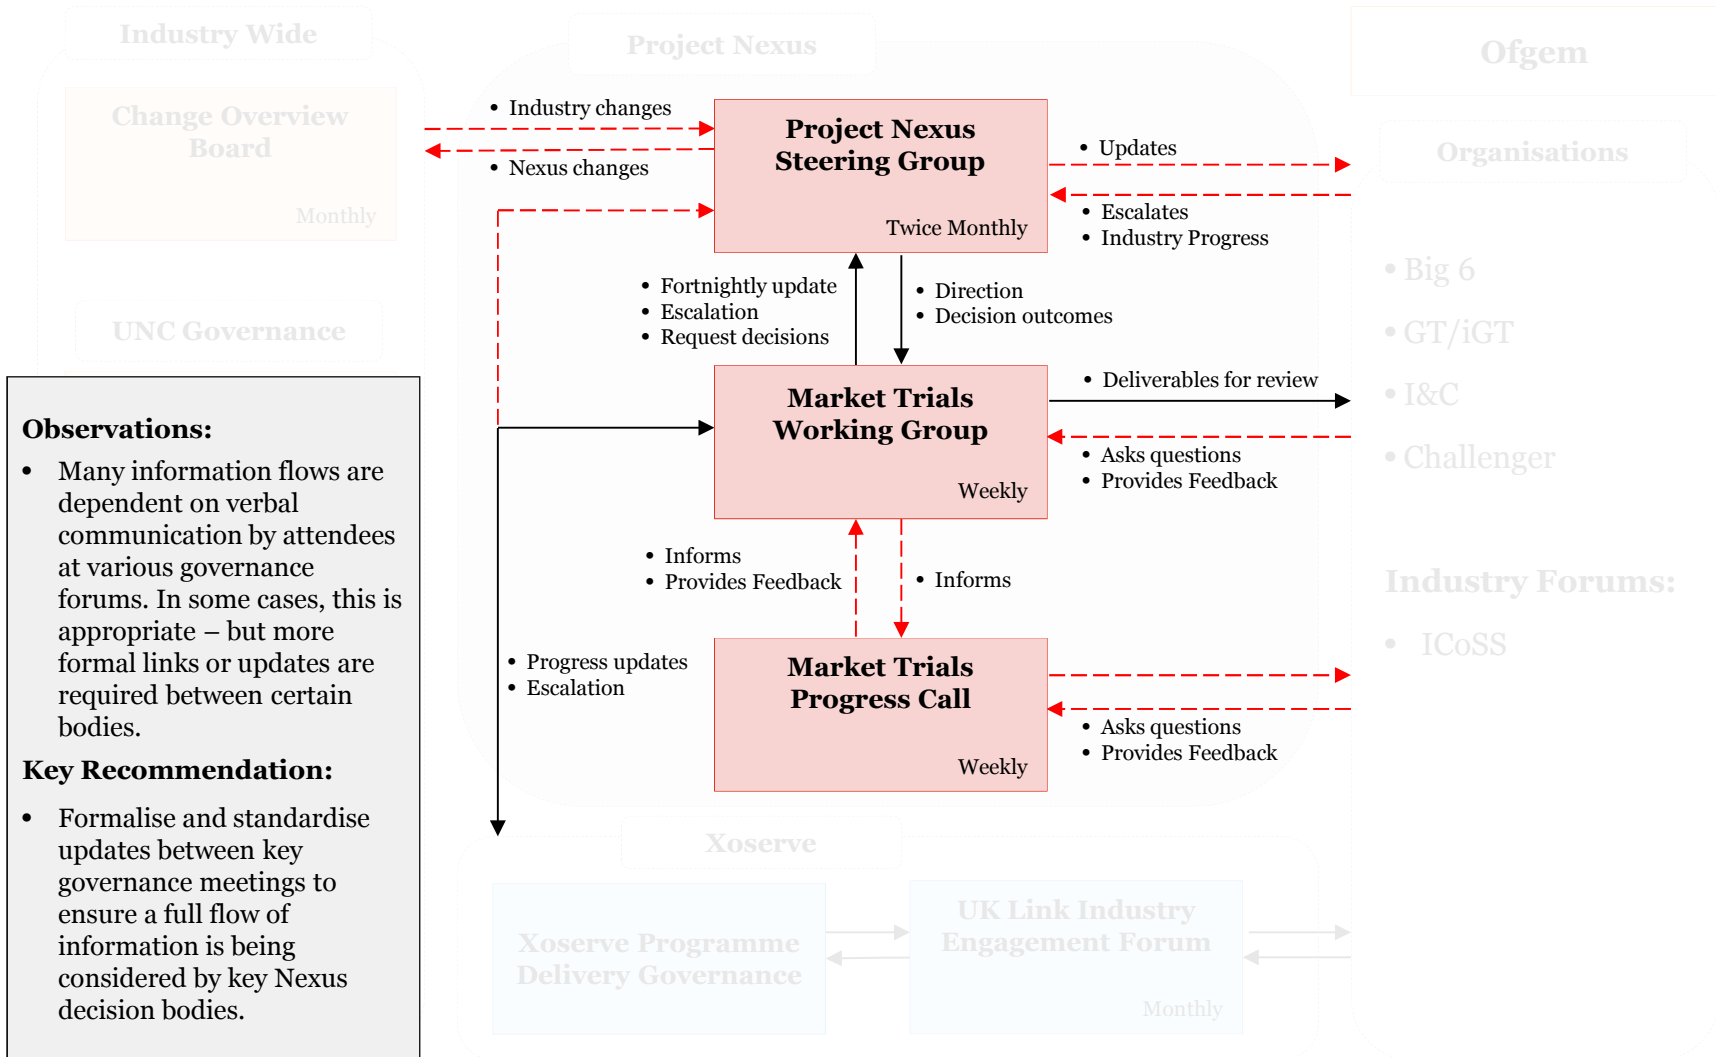 Industry Wide
Change Overview
Board
Monthly
UNC Governance
Observations:
• Many information flows are
dependent on verbal
communication by attendees
at various governance
forums. In some cases, this is
appropriate – but more
formal links or updates are
required between certain
bodies.
Key Recommendation:
• Formalise and standardise
updates between key
governance meetings to
ensure a full flow of
information is being
considered by key Nexus
decision bodies.
Project Nexus
• Industry changes
• Nexus changes
Project Nexus
Steering Group
Twice Monthly
• Updates
• Escalates
• Industry Progress
• Fortnightly update
• Escalation
• Request decisions
• Direction
• Decision outcomes
Market Trials
Working Group
Weekly
• Deliverables for review
• Asks questions
• Provides Feedback
• Informs
• Provides Feedback
• Informs
• Progress updates
• Escalation
Market Trials
Progress Call
Weekly
• Asks questions
• Provides Feedback
Xoserve
Xoserve Programme
Delivery Governance
UK Link Industry
Engagement Forum
Monthly
Ofgem
Organisations
• Big 6
• GT/iGT
• I&C
• Challenger
Industry Forums:
• ICoSS